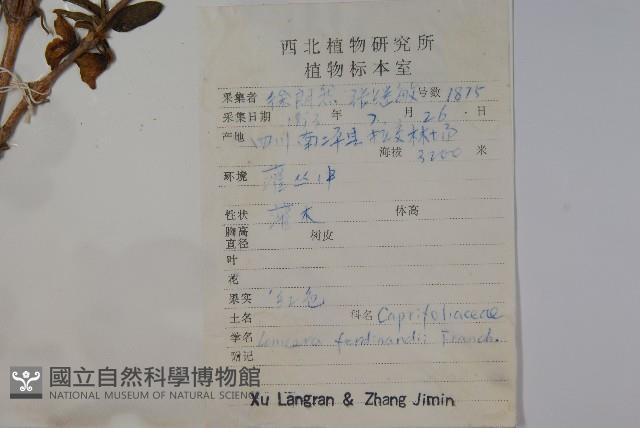 西北植物研究所
植物标本室
采集者 徐朗然 张继敏 号数 1875
采集日期 年 7 月 26 日
产地 四川 南
海拔 3200 米
环境 灌丛中
性状 灌木 体高
胸高直径 树皮
叶
花
果实 红色
土名 科名 Caprifoliaceae
学名 Lonicera ferdinandii Franch.
附记
國立自然科學博物館
NATIONAL MUSEUM OF NATURAL SCIENCE
Xu Langran & Zhang Jimin